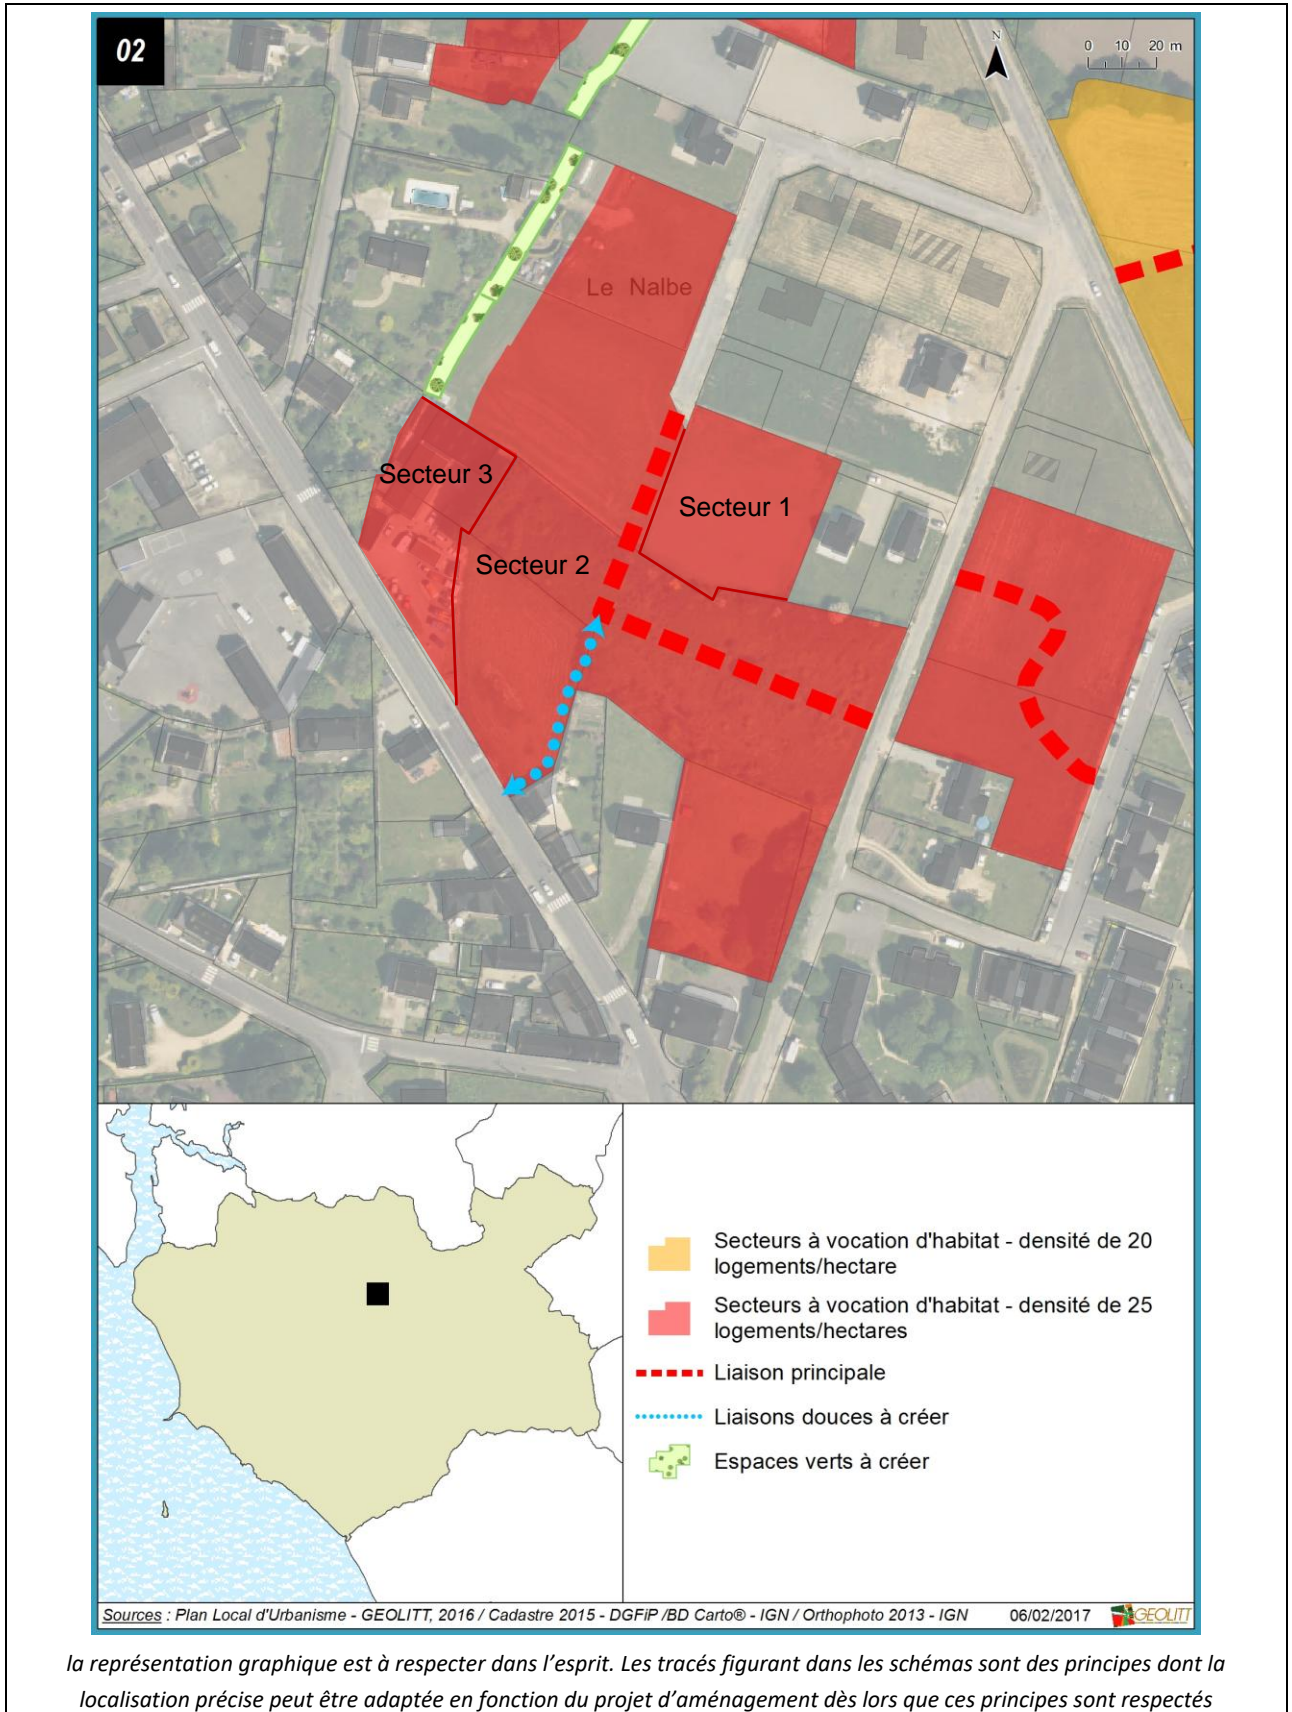 02
N
0 10 20 m
Le Nalbe
Secteur 3
Secteur 1
Secteur 2
Secteurs à vocation d'habitat - densité de 20
logements/hectare
Secteurs à vocation d'habitat - densité de 25
logements/hectares
Liaison principale
Liaisons douces à créer
Espaces verts à créer
Sources : Plan Local d'Urbanisme - GEOLITT, 2016 / Cadastre 2015 - DGFiP /BD Carto® - IGN / Orthophoto 2013 - IGN 06/02/2017 GEOLITT
la représentation graphique est à respecter dans l'esprit. Les tracés figurant dans les schémas sont des principes dont la
localisation précise peut être adaptée en fonction du projet d'aménagement dès lors que ces principes sont respectés